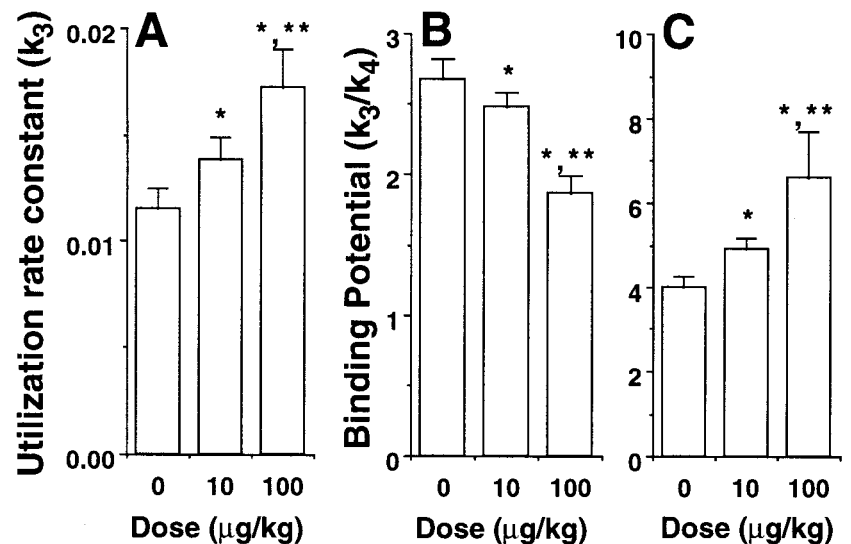 A
Utilization rate constant (k3)
0.02
0.01
0.00
*
*,**
0 10 100
Dose (µg/kg)
B
Binding Potential (k3/k4)
3
2
1
0
*
*,**
0 10 100
Dose (µg/kg)
C
10
8
6
4
2
0
*
*,**
0 10 100
Dose (µg/kg)